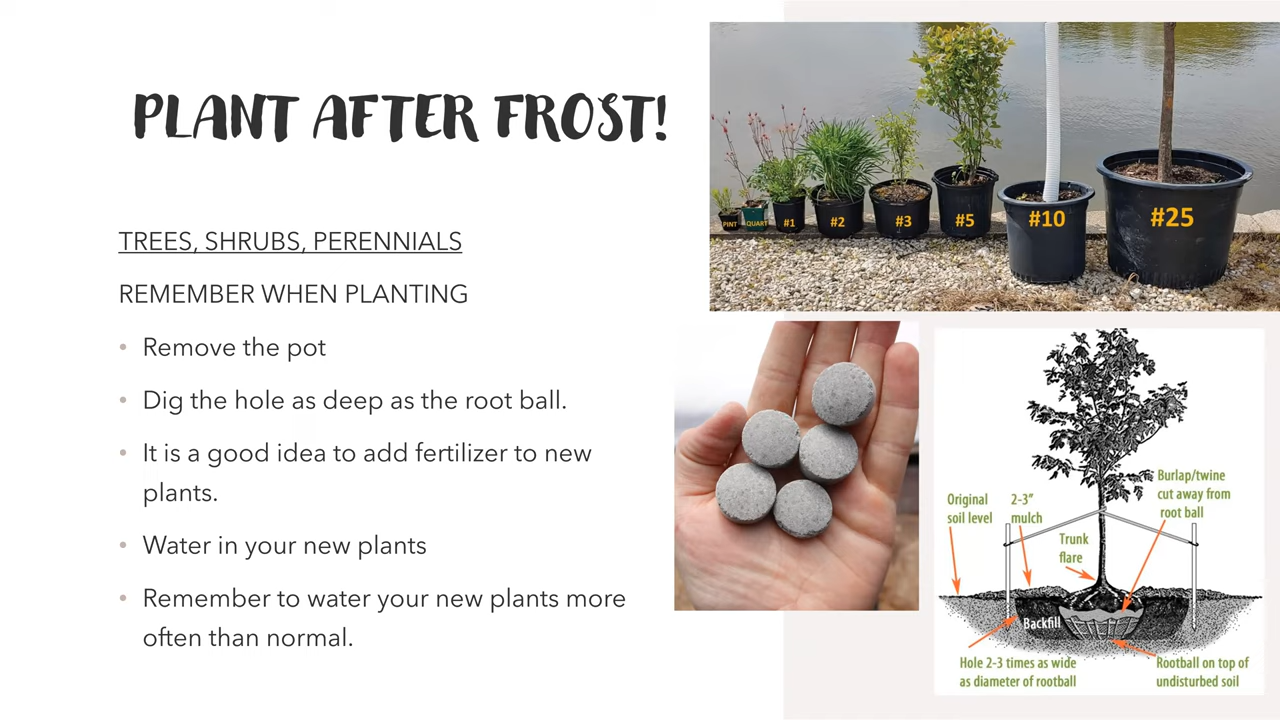 PLANT AFTER FROST!
TREES, SHRUBS, PERENNIALS
REMEMBER WHEN PLANTING
• Remove the pot
• Dig the hole as deep as the root ball.
• It is a good idea to add fertilizer to new
plants.
• Water in your new plants
• Remember to water your new plants more
often than normal.
PINT
QUART
#1
#2
#3
#5
#10
#25
Original
soil level
2-3"
mulch
Burlap/twine
cut away from
root ball
Trunk
flare
Backfill
Hole 2-3 times as wide
as diameter of rootball
Rootball on top of
undisturbed soil